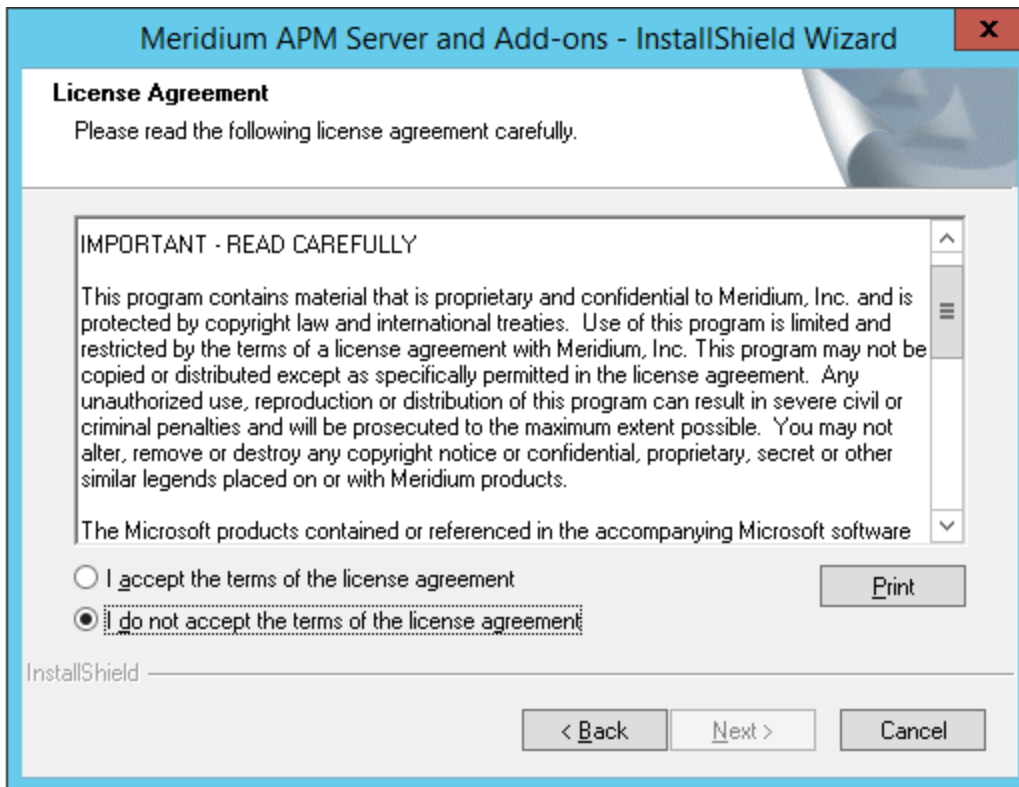 Meridium APM Server and Add-ons - InstallShield Wizard
x
License Agreement
Please read the following license agreement carefully.
IMPORTANT - READ CAREFULLY
This program contains material that is proprietary and confidential to Meridium, Inc. and is
protected by copyright law and international treaties.  Use of this program is limited and
restricted by the terms of a license agreement with Meridium, Inc. This program may not be
copied or distributed except as specifically permitted in the license agreement.  Any
unauthorized use, reproduction or distribution of this program can result in severe civil or
criminal penalties and will be prosecuted to the maximum extent possible.  You may not
alter, remove or destroy any copyright notice or confidential, proprietary, secret or other
similar legends placed on or with Meridium products.
The Microsoft products contained or referenced in the accompanying Microsoft software
I accept the terms of the license agreement
Print
I do not accept the terms of the license agreement
InstallShield
< Back
Next >
Cancel